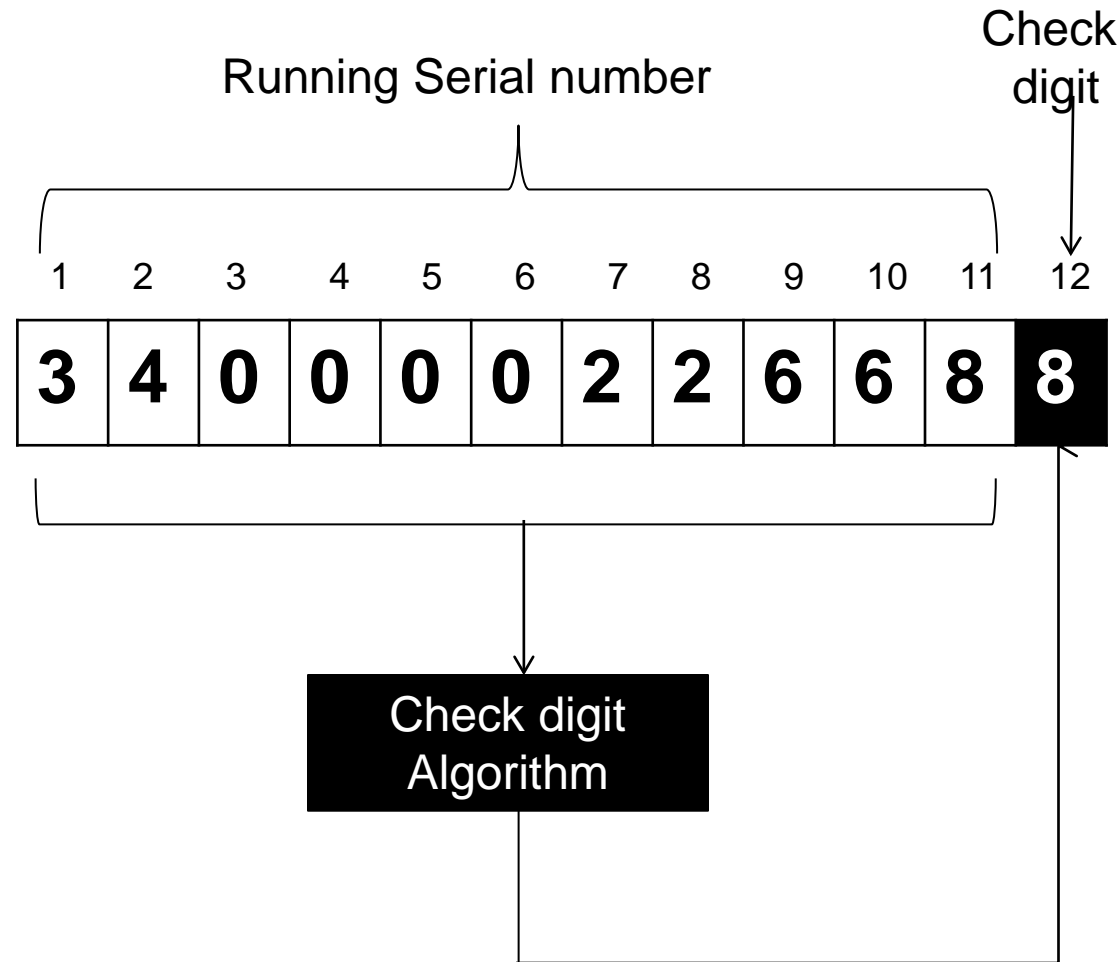 Check
digit
Running Serial number
1 2 3 4 5 6 7 8 9 10 11 12
3 4 0 0 0 0 2 2 6 6 8 8
Check digit
Algorithm